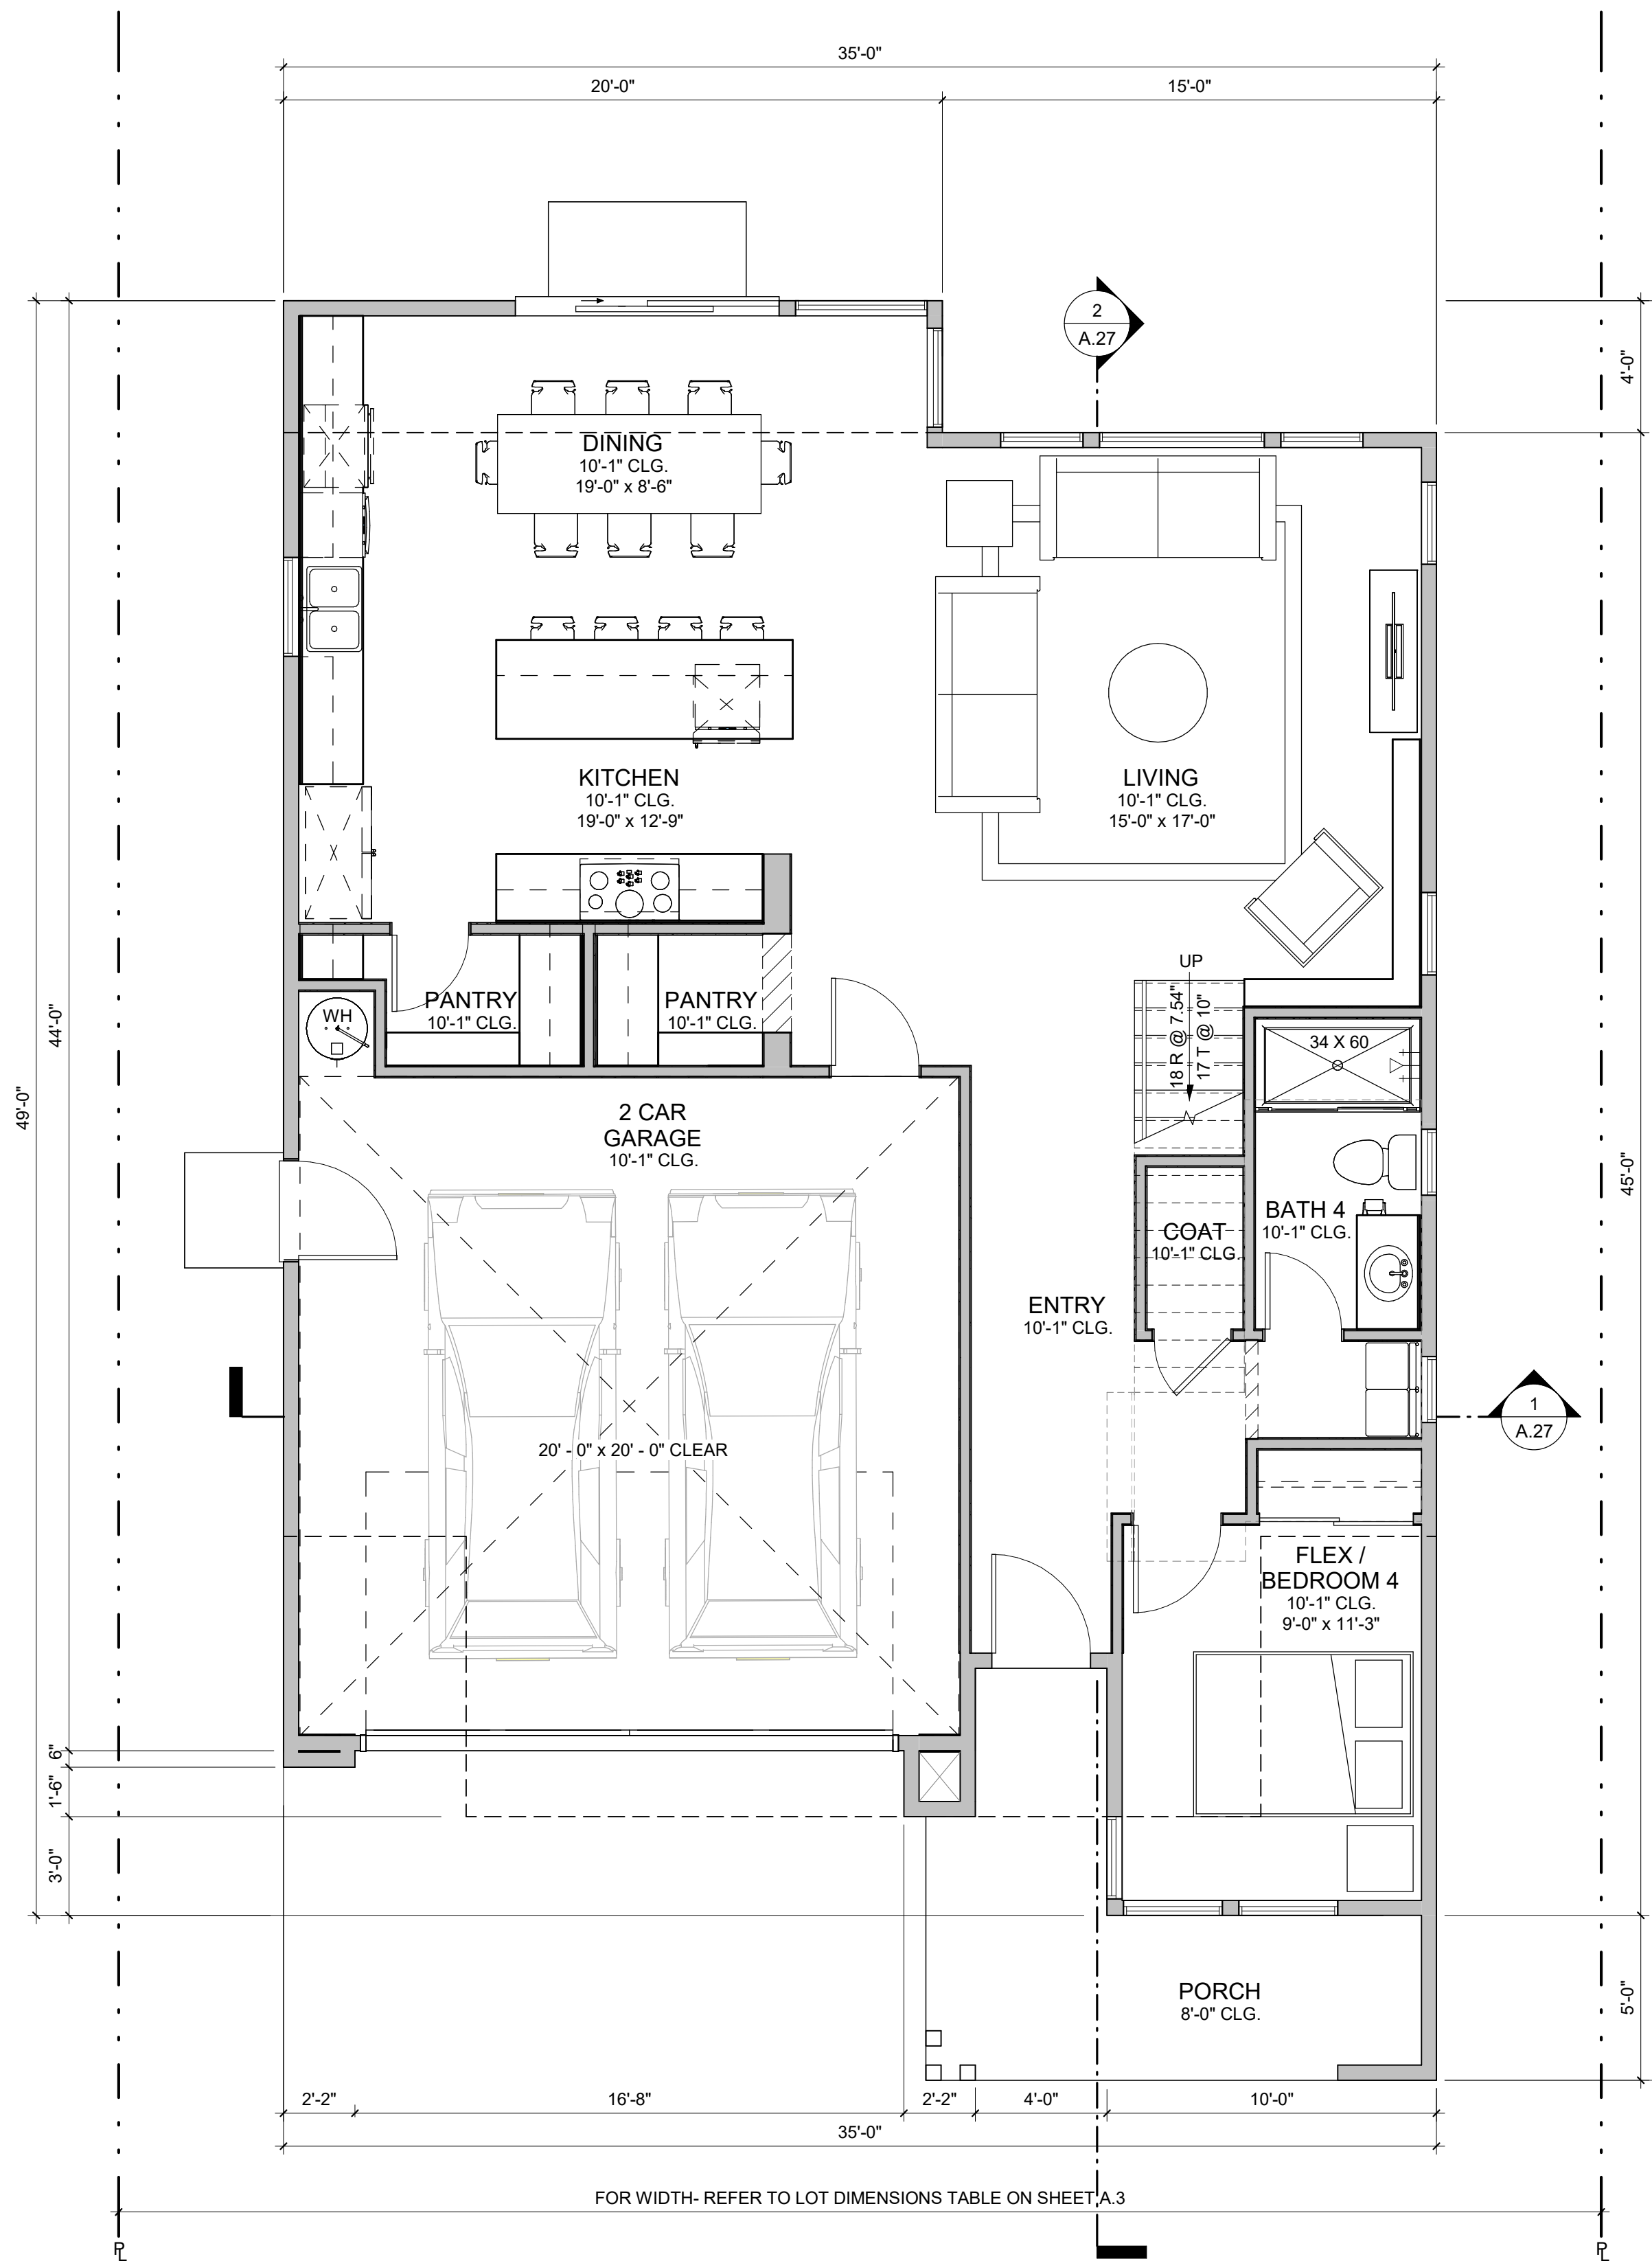 35'-0"
20'-0"
15'-0"
2
A.27
4'-0"
DINING
10'-1" CLG.
19'-0" x 8'-6"
KITCHEN
10'-1" CLG.
19'-0" x 12'-9"
LIVING
10'-1" CLG.
15'-0" x 17'-0"
UP
18 R @ 7.54"
17 T @ 10"
PANTRY
10'-1" CLG.
PANTRY
10'-1" CLG.
WH
34 X 60
44'-0"
49'-0"
2 CAR
GARAGE
10'-1" CLG.
45'-0"
BATH 4
10'-1" CLG.
COAT
10'-1" CLG.
ENTRY
10'-1" CLG.
1
A.27
20' - 0" x 20' - 0" CLEAR
FLEX /
BEDROOM 4
10'-1" CLG.
9'-0" x 11'-3"
6"
1'-6"
3'-0"
PORCH
8'-0" CLG.
5'-0"
2'-2"
16'-8"
2'-2"
4'-0"
10'-0"
35'-0"
FOR WIDTH- REFER TO LOT DIMENSIONS TABLE ON SHEET A.3
PL
PL